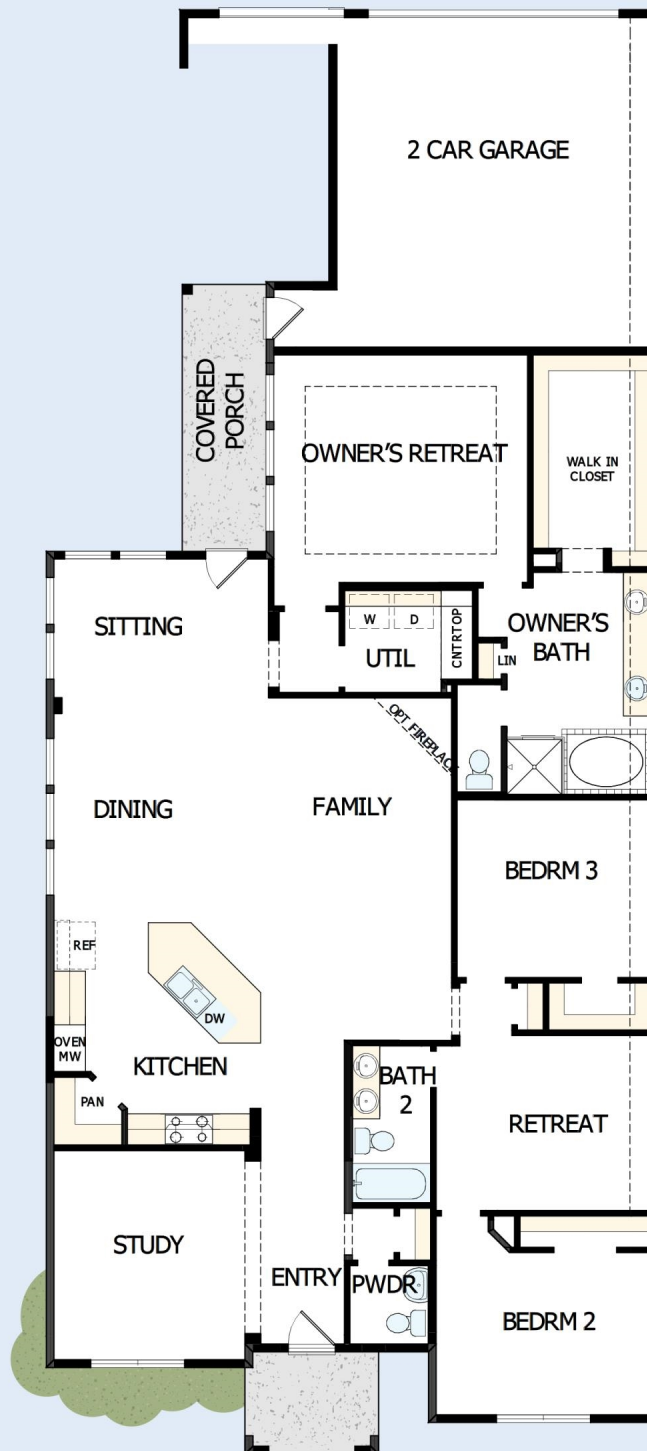 2 CAR GARAGE
COVERED
PORCH
OWNER'S RETREAT
WALK IN
CLOSET
SITTING
W
D
CNTRTOP
UTIL
OWNER'S
BATH
LIN
OPT FIREPLACE
DINING
FAMILY
BEDRM 3
REF
DW
OVEN
MW
KITCHEN
BATH
2
PAN
RETREAT
STUDY
ENTRY
PWDR
BEDRM 2